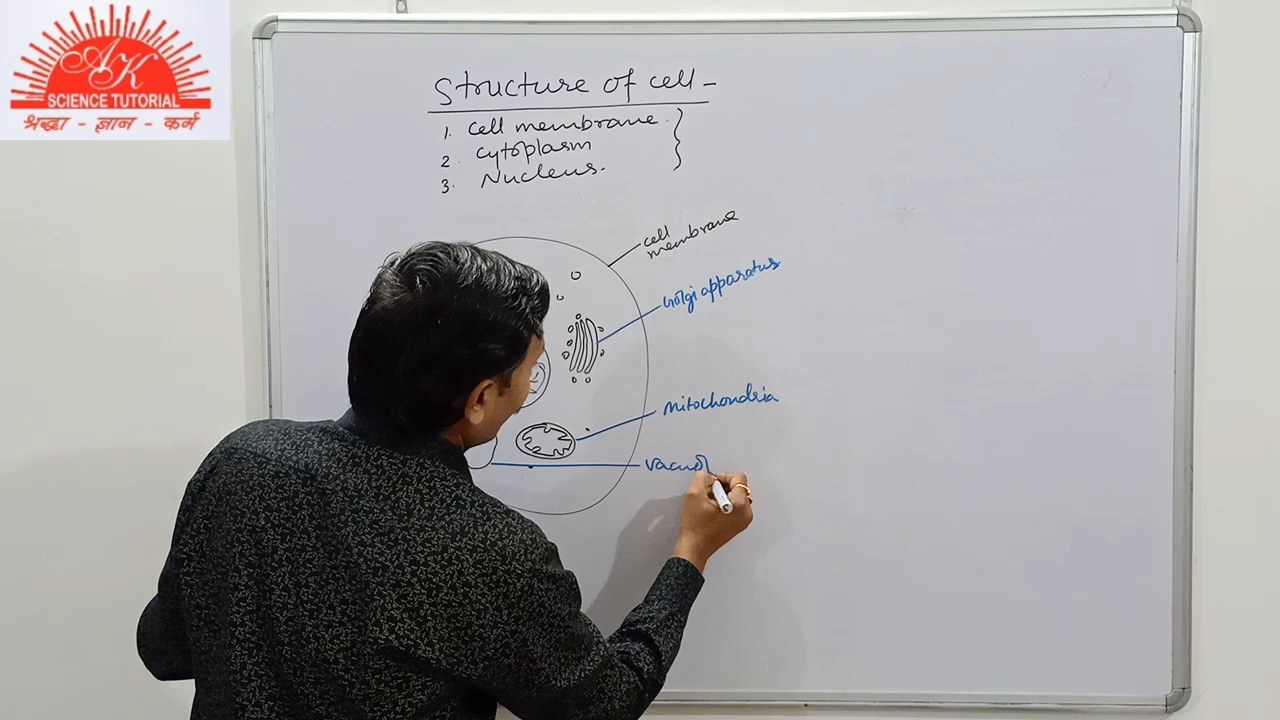 AK
SCIENCE TUTORIAL
श्रद्धा - ज्ञान - कर्म
Structure of cell -
1. Cell membrane.
2. Cytoplasm
3. Nucleus.
cell
membrane
Golgi apparatus
Mitochondria
Vacuol